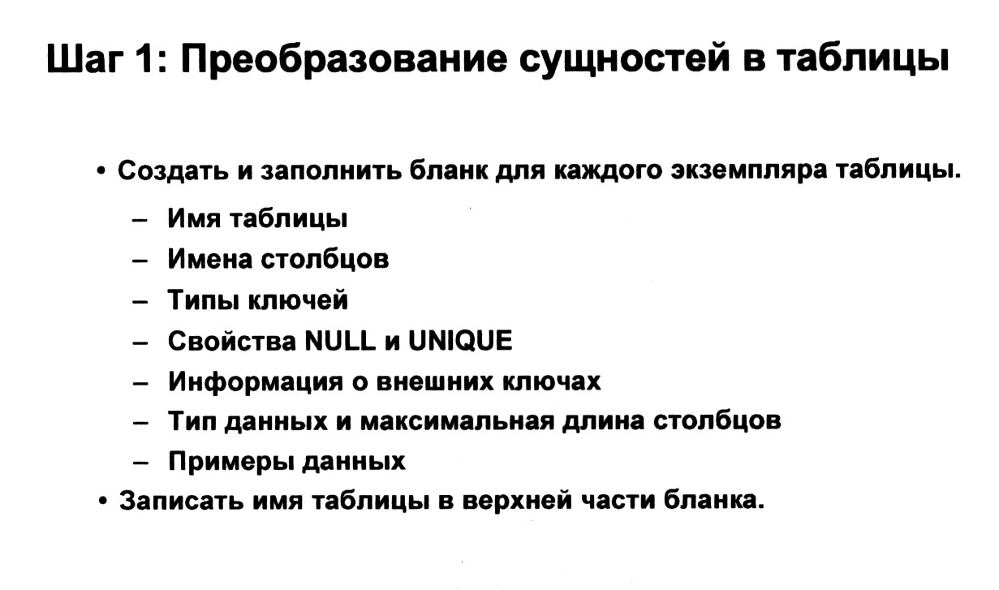 Шаг 1: Преобразование сущностей в таблицы
• Создать и заполнить бланк для каждого экземпляра таблицы.
– Имя таблицы
– Имена столбцов
– Типы ключей
– Свойства NULL и UNIQUE
– Информация о внешних ключах
– Тип данных и максимальная длина столбцов
– Примеры данных
• Записать имя таблицы в верхней части бланка.